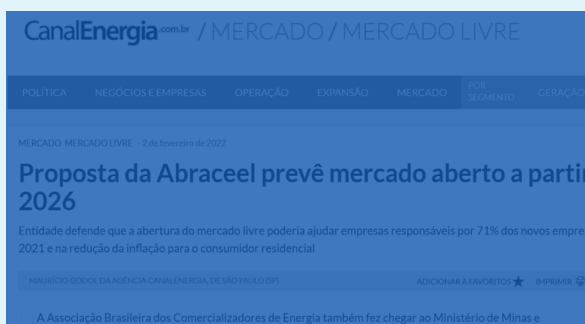 CanalEnergia.com.br / MERCADO / MERCADO LIVRE
POLÍTICA NEGÓCIOS E EMPRESAS OPERAÇÃO EXPANSÃO MERCADO POR SEGMENTO GERAÇÃO
MERCADO MERCADO LIVRE - 2 de fevereiro de 2022
Proposta da Abraceel prevê mercado aberto a parti
2026
Entidade defende que a abertura do mercado livre poderia ajudar empresas responsáveis por 71% dos novos empre
2021 e na redução da inflação para o consumidor residencial
MAURÍCIO GODOI, DA AGÊNCIA CANALENERGIA, DE SÃO PAULO (SP) ADICIONAR A FAVORITOS IMPRIMIR
A Associação Brasileira dos Comercializadores de Energia também fez chegar ao Ministério de Minas e